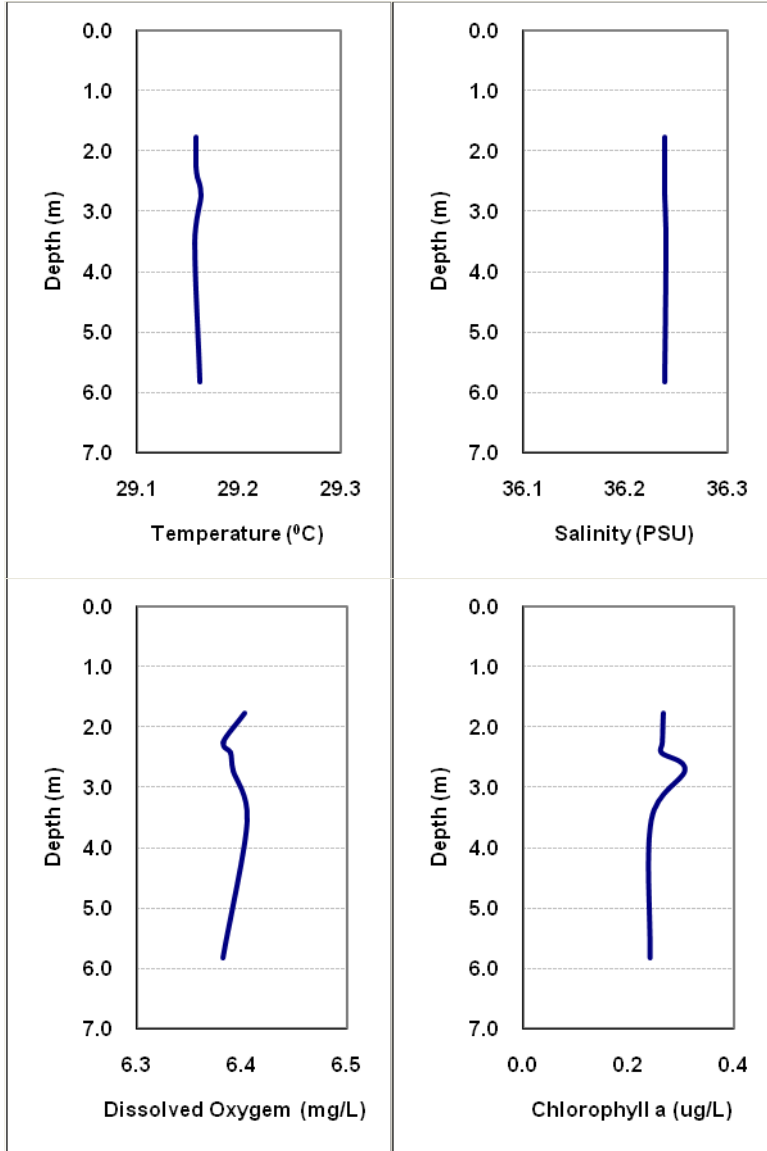 0.0
1.0
2.0
3.0
4.0
5.0
6.0
7.0
Depth (m)
29.1 29.2 29.3
Temperature (⁰C)
0.0
1.0
2.0
3.0
4.0
5.0
6.0
7.0
Depth (m)
36.1 36.2 36.3
Salinity (PSU)
0.0
1.0
2.0
3.0
4.0
5.0
6.0
7.0
Depth (m)
6.3 6.4 6.5
Dissolved Oxygem (mg/L)
0.0
1.0
2.0
3.0
4.0
5.0
6.0
7.0
Depth (m)
0.0 0.2 0.4
Chlorophyll a (ug/L)